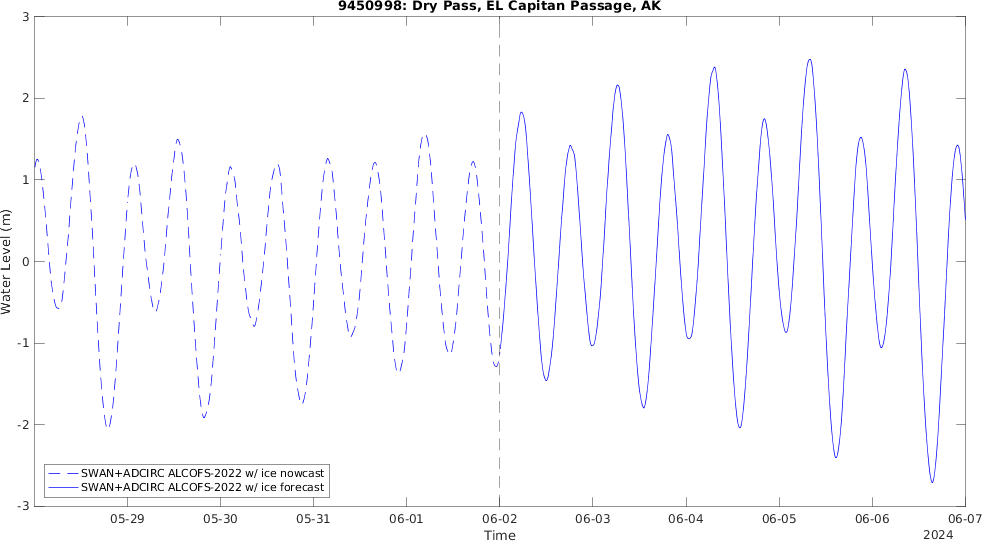 9450998: Dry Pass, EL Capitan Passage, AK
Water Level (m)
3
2
1
0
-1
-2
-3
SWAN+ADCIRC ALCOFS-2022 w/ ice nowcast
SWAN+ADCIRC ALCOFS-2022 w/ ice forecast
05-29 05-30 05-31 06-01 06-02 06-03 06-04 06-05 06-06 06-07
Time
2024